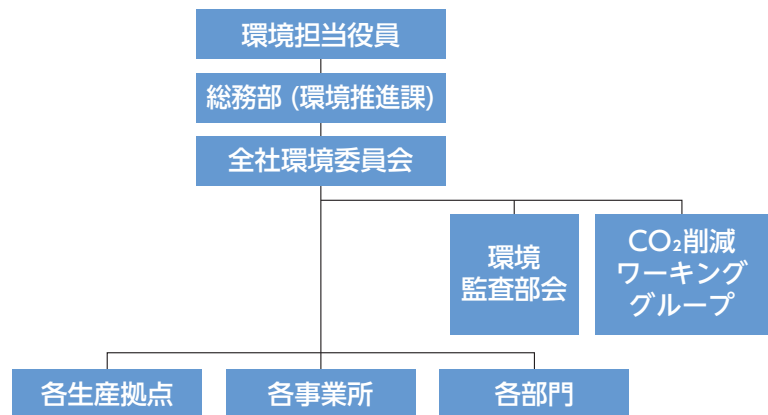 環境担当役員
総務部 (環境推進課)
全社環境委員会
環境
監査部会
CO₂削減
ワーキング
グループ
各生産拠点
各事業所
各部門